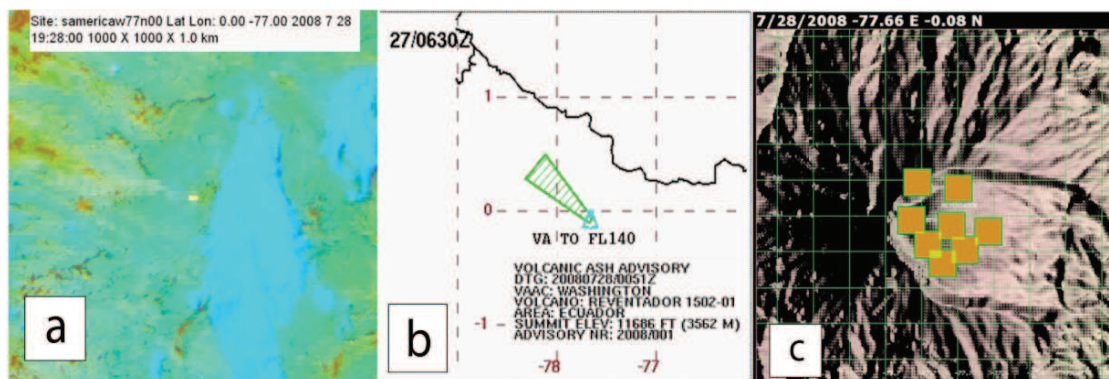 Site: samericaw77n00 Lat Lon: 0.00 -77.00 2008 7 28
19:28:00 1000 X 1000 X 1.0 km
a
27/0630Z
1
0
-1
-78
-77
VA TO FL140
VOLCANIC ASH ADVISORY
DTG: 20080728/0051Z
VAAC: WASHINGTON
VOLCANO: REVENTADOR 1502-01
AREA: ECUADOR
SUMMIT ELEV: 11686 FT (3562 M)
ADVISORY NR: 2008/001
b
7/28/2008 -77.66 E -0.08 N
c